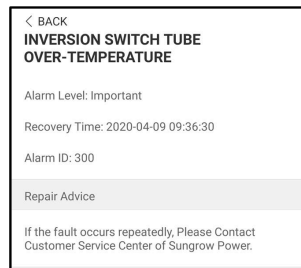 < BACK
INVERSION SWITCH TUBE
OVER-TEMPERATURE
Alarm Level: Important
Recovery Time: 2020-04-09 09:36:30
Alarm ID: 300
Repair Advice
If the fault occurs repeatedly, Please Contact
Customer Service Center of Sungrow Power.